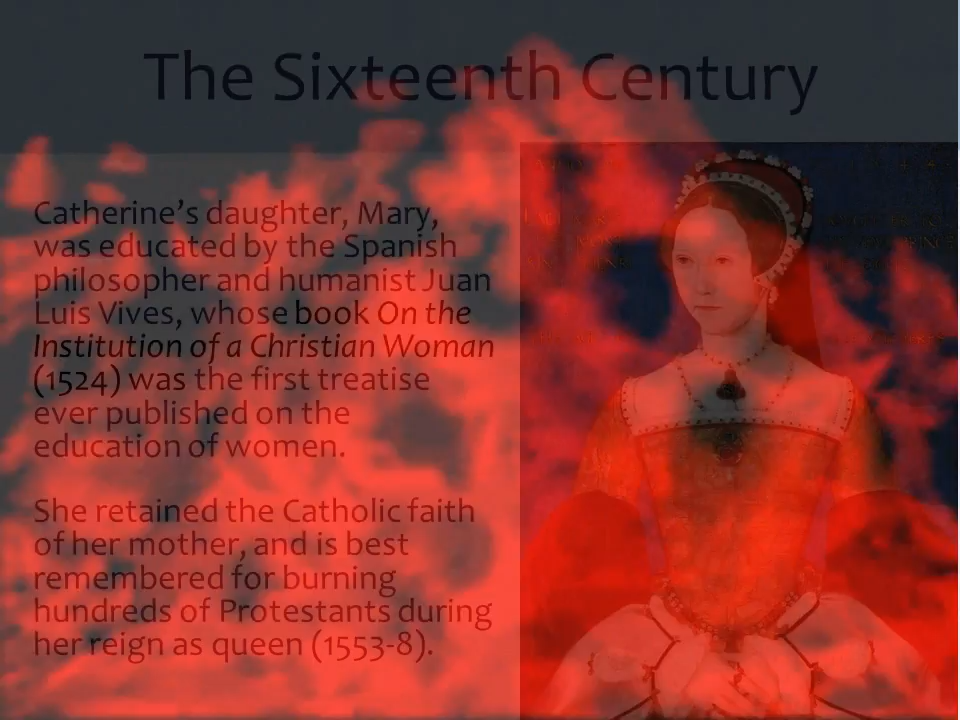 The Sixteenth Century
Catherine’s daughter, Mary,
was educated by the Spanish
philosopher and humanist Juan
Luis Vives, whose book On the
Institution of a Christian Woman
(1524) was the first treatise
ever published on the
education of women.
She retained the Catholic faith
of her mother, and is best
remembered for burning
hundreds of Protestants during
her reign as queen (1553-8).